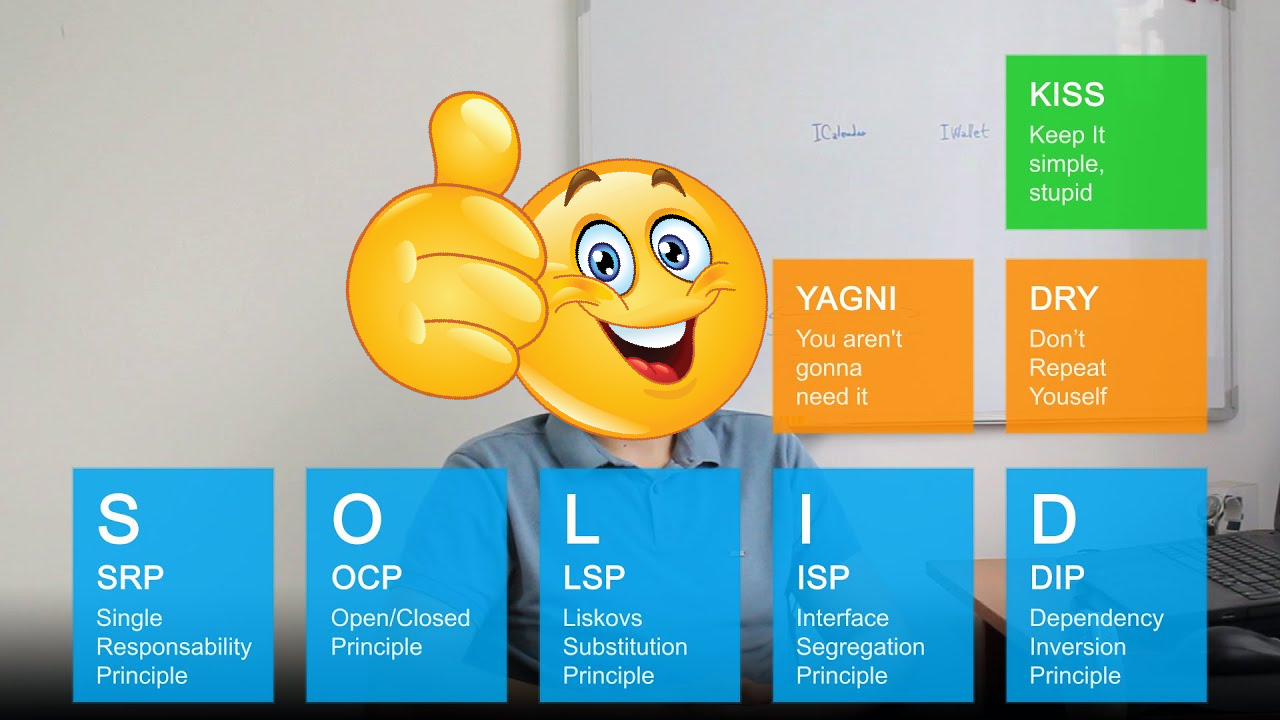 ICalendar
IWallet
KISS
Keep It
simple,
stupid
YAGNI
You aren't
gonna
need it
DRY
Don’t
Repeat
Youself
S
SRP
Single
Responsability
Principle
O
OCP
Open/Closed
Principle
L
LSP
Liskovs
Substitution
Principle
I
ISP
Interface
Segregation
Principle
D
DIP
Dependency
Inversion
Principle